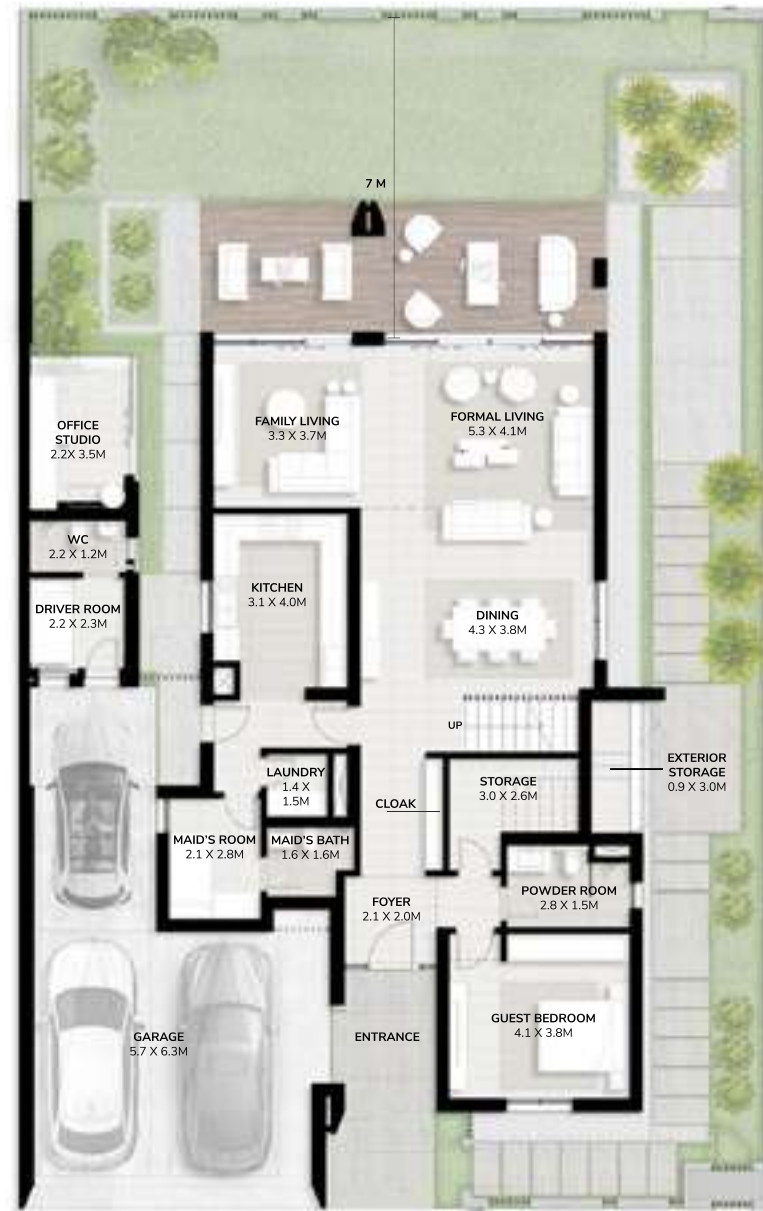 7 M
OFFICE
STUDIO
2.2X 3.5M
FAMILY LIVING
3.3 X 3.7M
FORMAL LIVING
5.3 X 4.1M
WC
2.2 X 1.2M
KITCHEN
3.1 X 4.0M
DRIVER ROOM
2.2 X 2.3M
DINING
4.3 X 3.8M
UP
EXTERIOR
STORAGE
0.9 X 3.0M
LAUNDRY
1.4 X
1.5M
STORAGE
3.0 X 2.6M
CLOAK
MAID'S ROOM
2.1 X 2.8M
MAID'S BATH
1.6 X 1.6M
POWDER ROOM
2.8 X 1.5M
FOYER
2.1 X 2.0M
GUEST BEDROOM
4.1 X 3.8M
GARAGE
5.7 X 6.3M
ENTRANCE